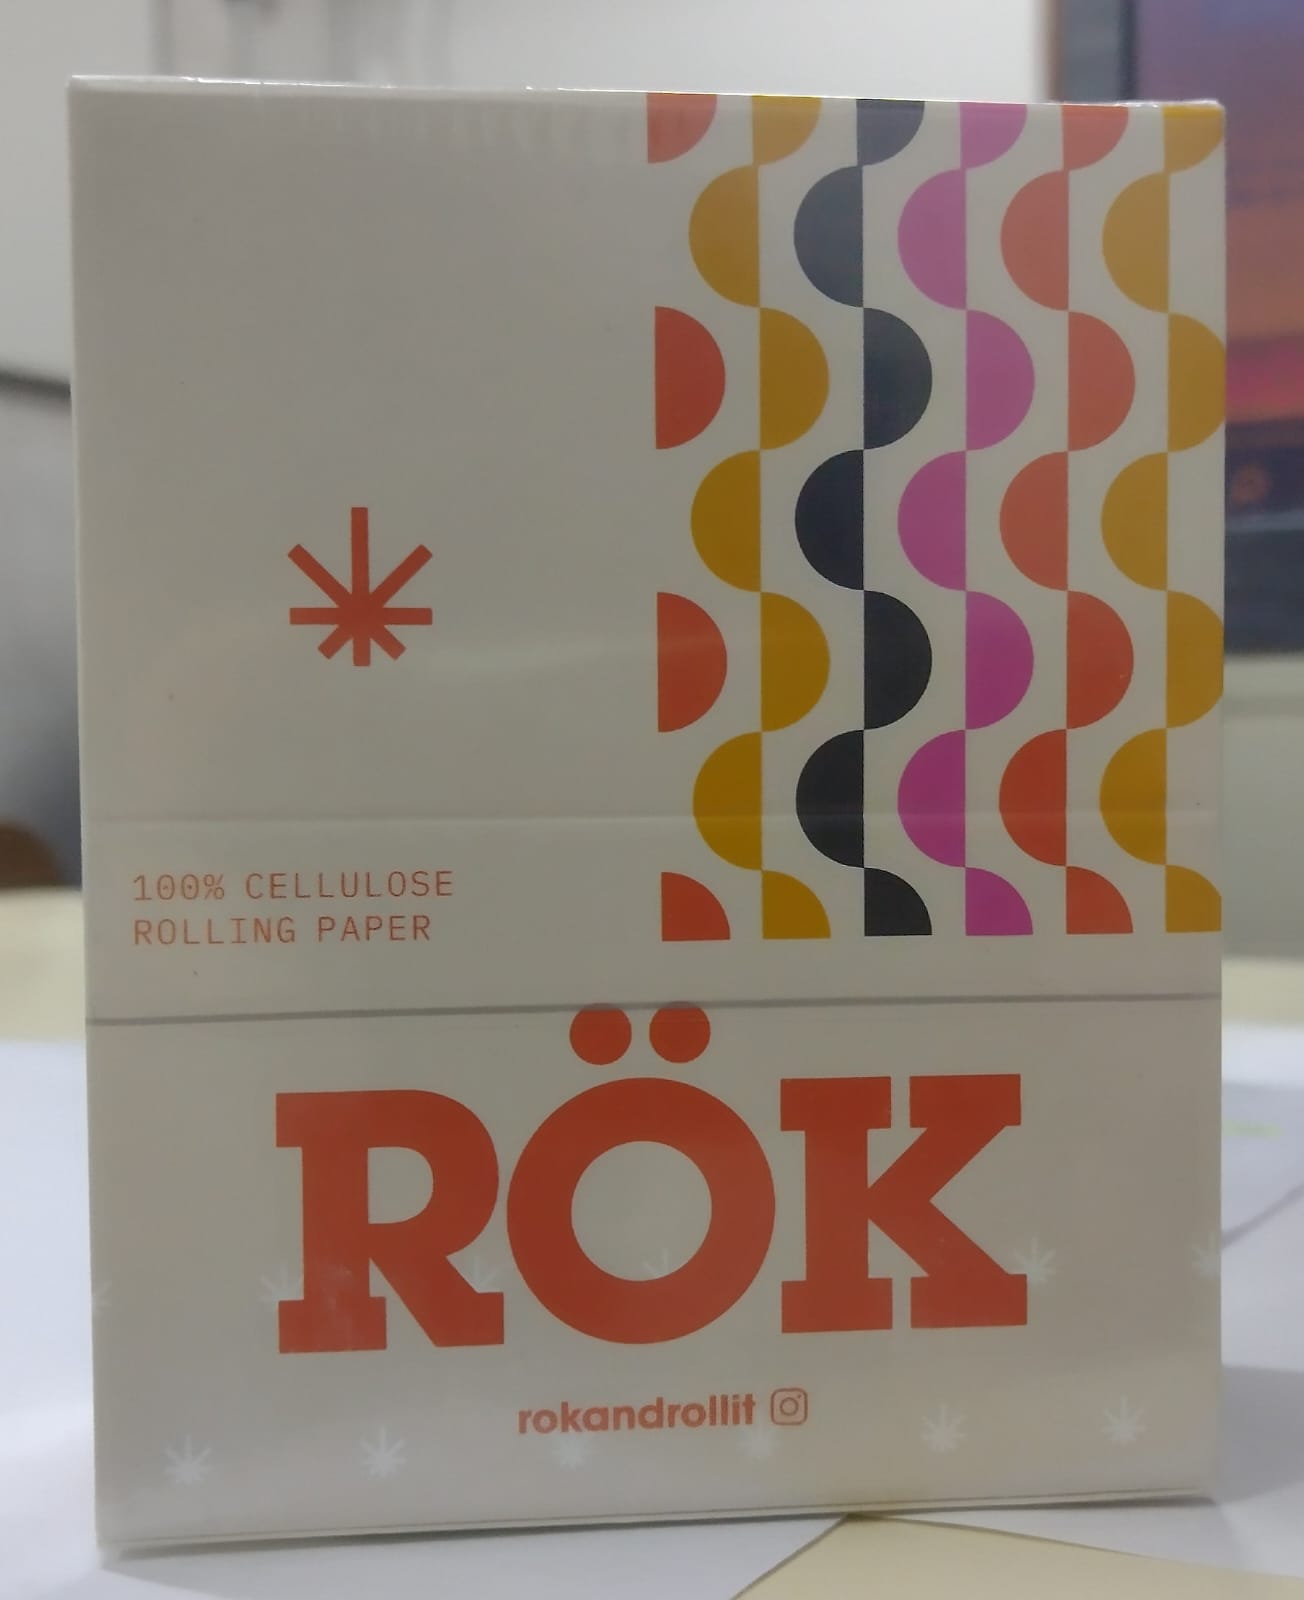 100% CELLULOSE
ROLLING PAPER
RÖK
rokandrollit